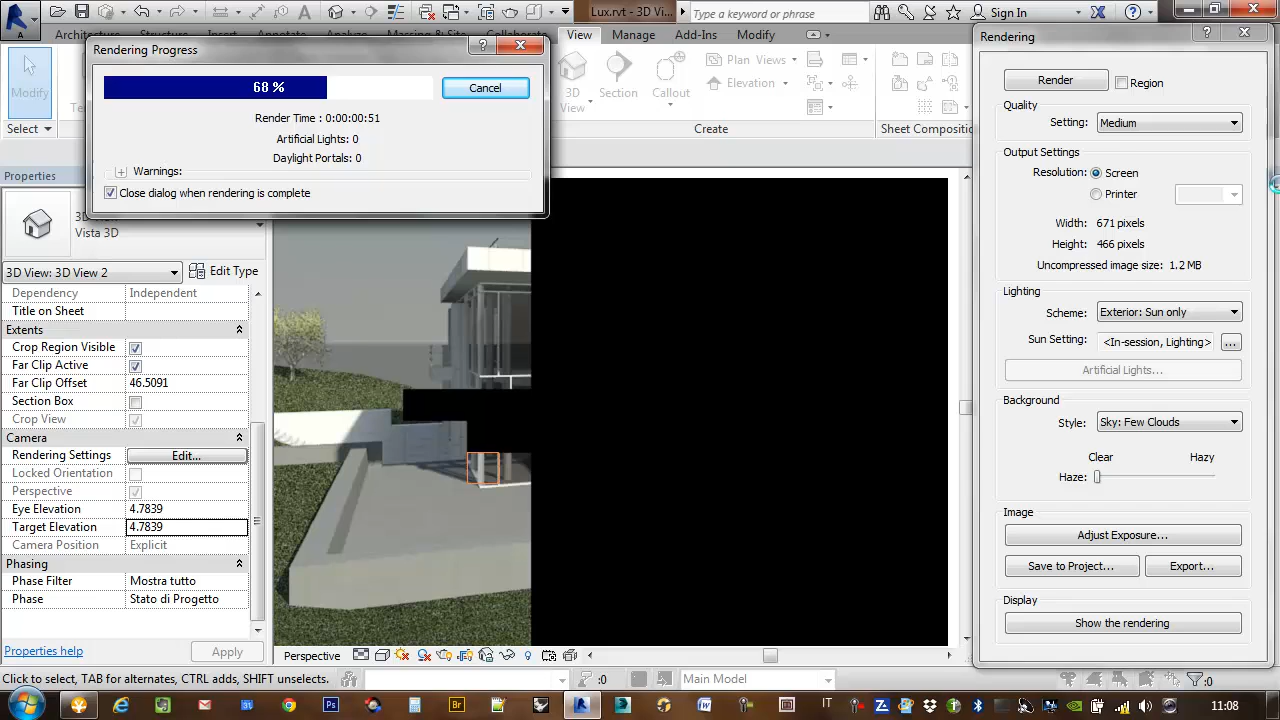 Lux.rvt - 3D Vi...
Type a keyword or phrase
Sign In
Architecture
Structure
Insert
Annotate
Analyze
Massing & Site
Collaborate
View
Manage
Add-Ins
Modify
Modify
Select
Rendering Progress
68 %
Cancel
Render Time : 0:00:00:51
Artificial Lights: 0
Daylight Portals: 0
Warnings:
Close dialog when rendering is complete
3D
View
Section
Callout
Plan Views
Elevation
Create
Sheet Compositio
Properties
Vista 3D
3D View: 3D View 2
Edit Type
Dependency Independent
Title on Sheet
Extents
Crop Region Visible
Far Clip Active
Far Clip Offset 46.5091
Section Box
Crop View
Camera
Rendering Settings Edit...
Locked Orientation
Perspective
Eye Elevation 4.7839
Target Elevation 4.7839
Camera Position Explicit
Phasing
Phase Filter Mostra tutto
Phase Stato di Progetto
Properties help
Apply
Perspective
Click to select, TAB for alternates, CTRL adds, SHIFT unselects.
:0
Main Model
:0
Rendering
Render
Region
Quality
Setting: Medium
Output Settings
Resolution: Screen
Printer
Width: 671 pixels
Height: 466 pixels
Uncompressed image size: 1.2 MB
Lighting
Scheme: Exterior: Sun only
Sun Setting: <In-session, Lighting> ...
Artificial Lights...
Background
Style: Sky: Few Clouds
Clear Hazy
Haze:
Image
Adjust Exposure...
Save to Project... Export...
Display
Show the rendering
31
Ps
Br
IT
11:08